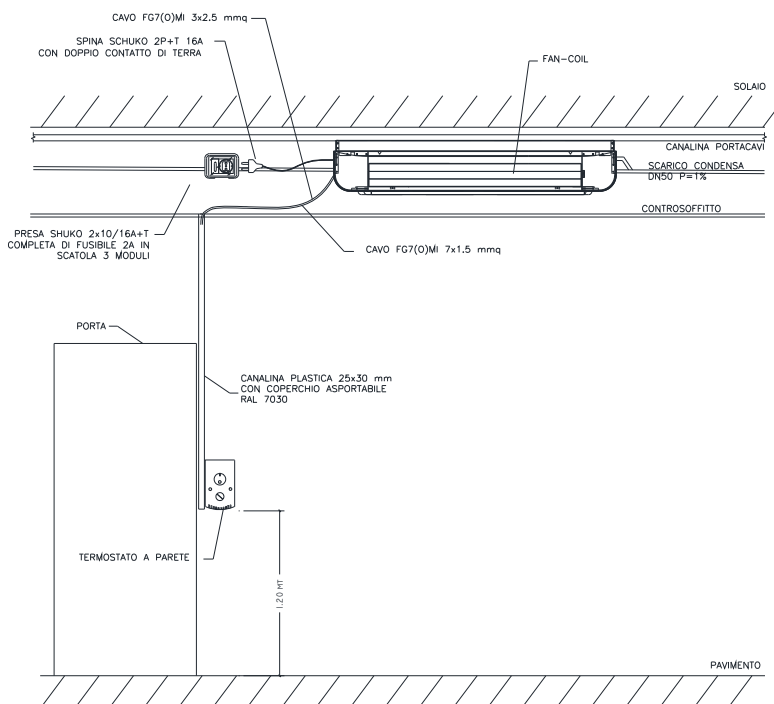 CAVO FG7(O)MI 3x2.5 mmq
SPINA SCHUKO 2P+T 16A
CON DOPPIO CONTATTO DI TERRA
FAN-COIL
SOLAIO
CANALINA PORTACAVI
SCARICO CONDENSA
DN50 P=1%
CONTROSOFFITTO
PRESA SHUKO 2x10/16A+T
COMPLETA DI FUSIBILE 2A IN
SCATOLA 3 MODULI
CAVO FG7(O)MI 7x1.5 mmq
PORTA
CANALINA PLASTICA 25x30 mm
CON COPERCHIO ASPORTABILE
RAL 7030
TERMOSTATO A PARETE
1.20 MT
PAVIMENTO